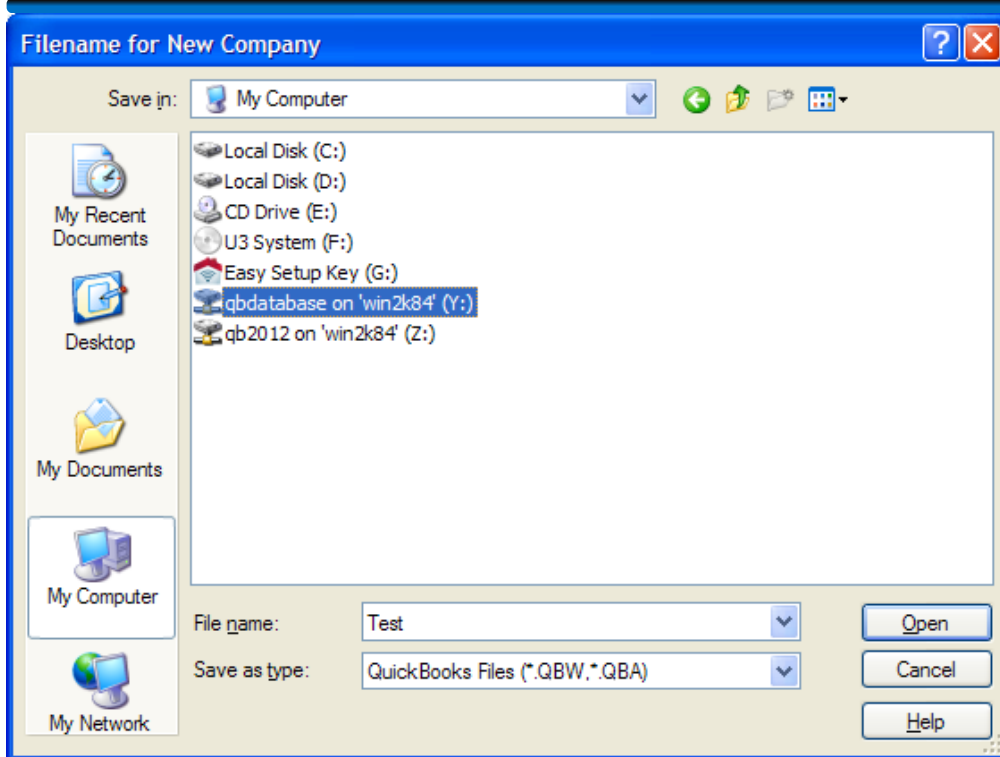 Filename for New Company
Save in: My Computer
My Recent
Documents
Desktop
My Documents
My Computer
My Network
Local Disk (C:)
Local Disk (D:)
CD Drive (E:)
U3 System (F:)
Easy Setup Key (G:)
qbdatabase on 'win2k84' (Y:)
qb2012 on 'win2k84' (Z:)
File name: Test Open
Save as type: QuickBooks Files (*.QBW,*.QBA) Cancel
Help